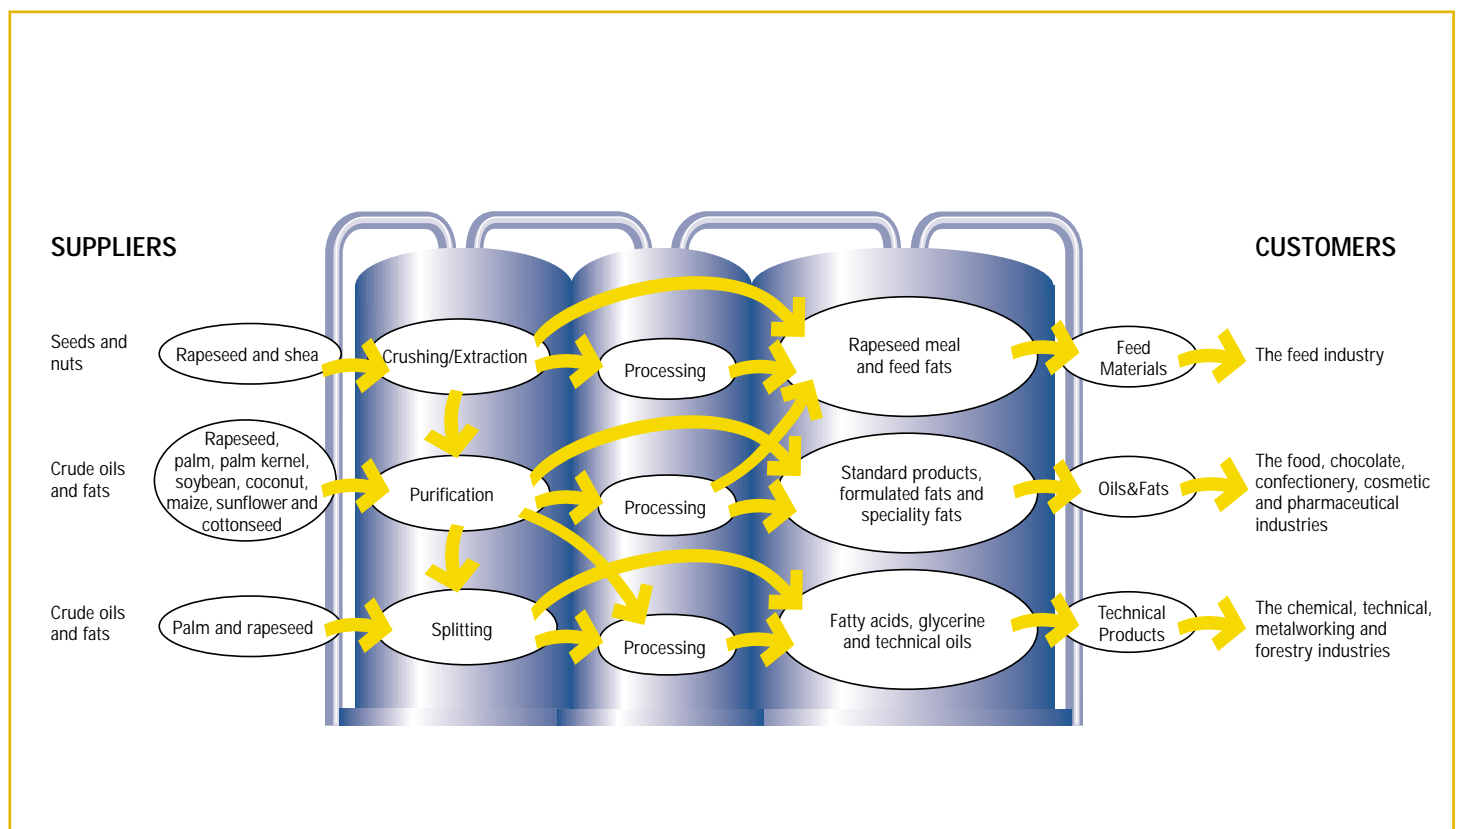 SUPPLIERS
CUSTOMERS
Seeds and
nuts
Rapeseed and shea
Crushing/Extraction
Processing
Rapeseed meal
and feed fats
Feed
Materials
The feed industry
Crude oils
and fats
Rapeseed,
palm, palm kernel,
soybean, coconut,
maize, sunflower and
cottonseed
Purification
Processing
Standard products,
formulated fats and
speciality fats
Oils&Fats
The food, chocolate,
confectionery, cosmetic
and pharmaceutical
industries
Crude oils
and fats
Palm and rapeseed
Splitting
Processing
Fatty acids, glycerine
and technical oils
Technical
Products
The chemical, technical,
metalworking and
forestry industries